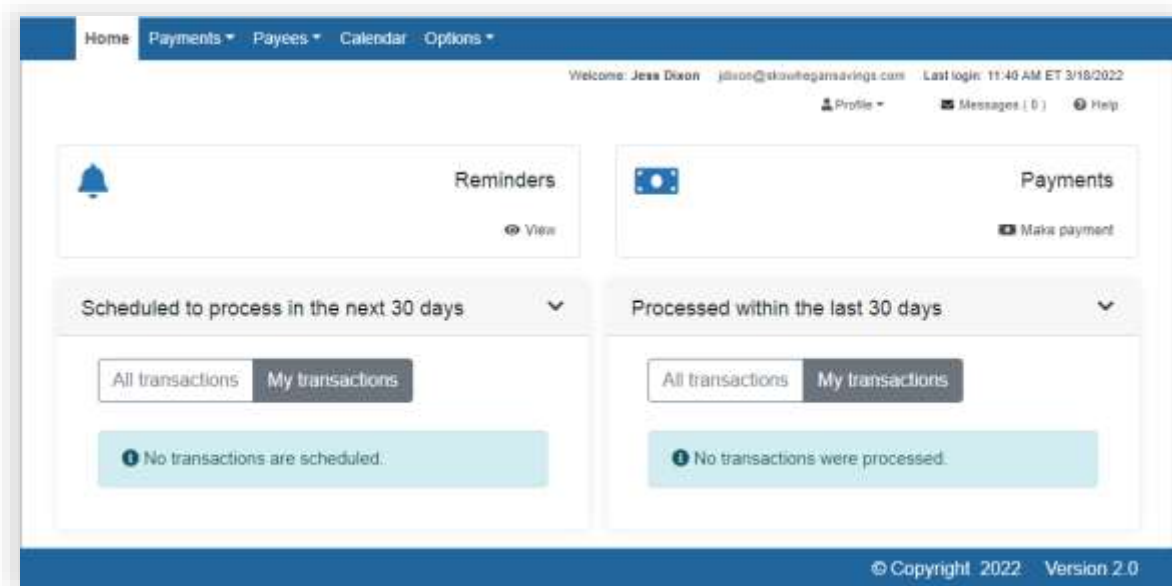 Home Payments Payees Calendar Options
Welcome: Jess Dixon jdixon@skowhegansavings.com Last login: 11:40 AM ET 3/18/2022
Profile Messages ( 0 ) Help
Reminders
View
Payments
Make payment
Scheduled to process in the next 30 days
All transactions My transactions
No transactions are scheduled.
Processed within the last 30 days
All transactions My transactions
No transactions were processed.
© Copyright 2022 Version 2.0